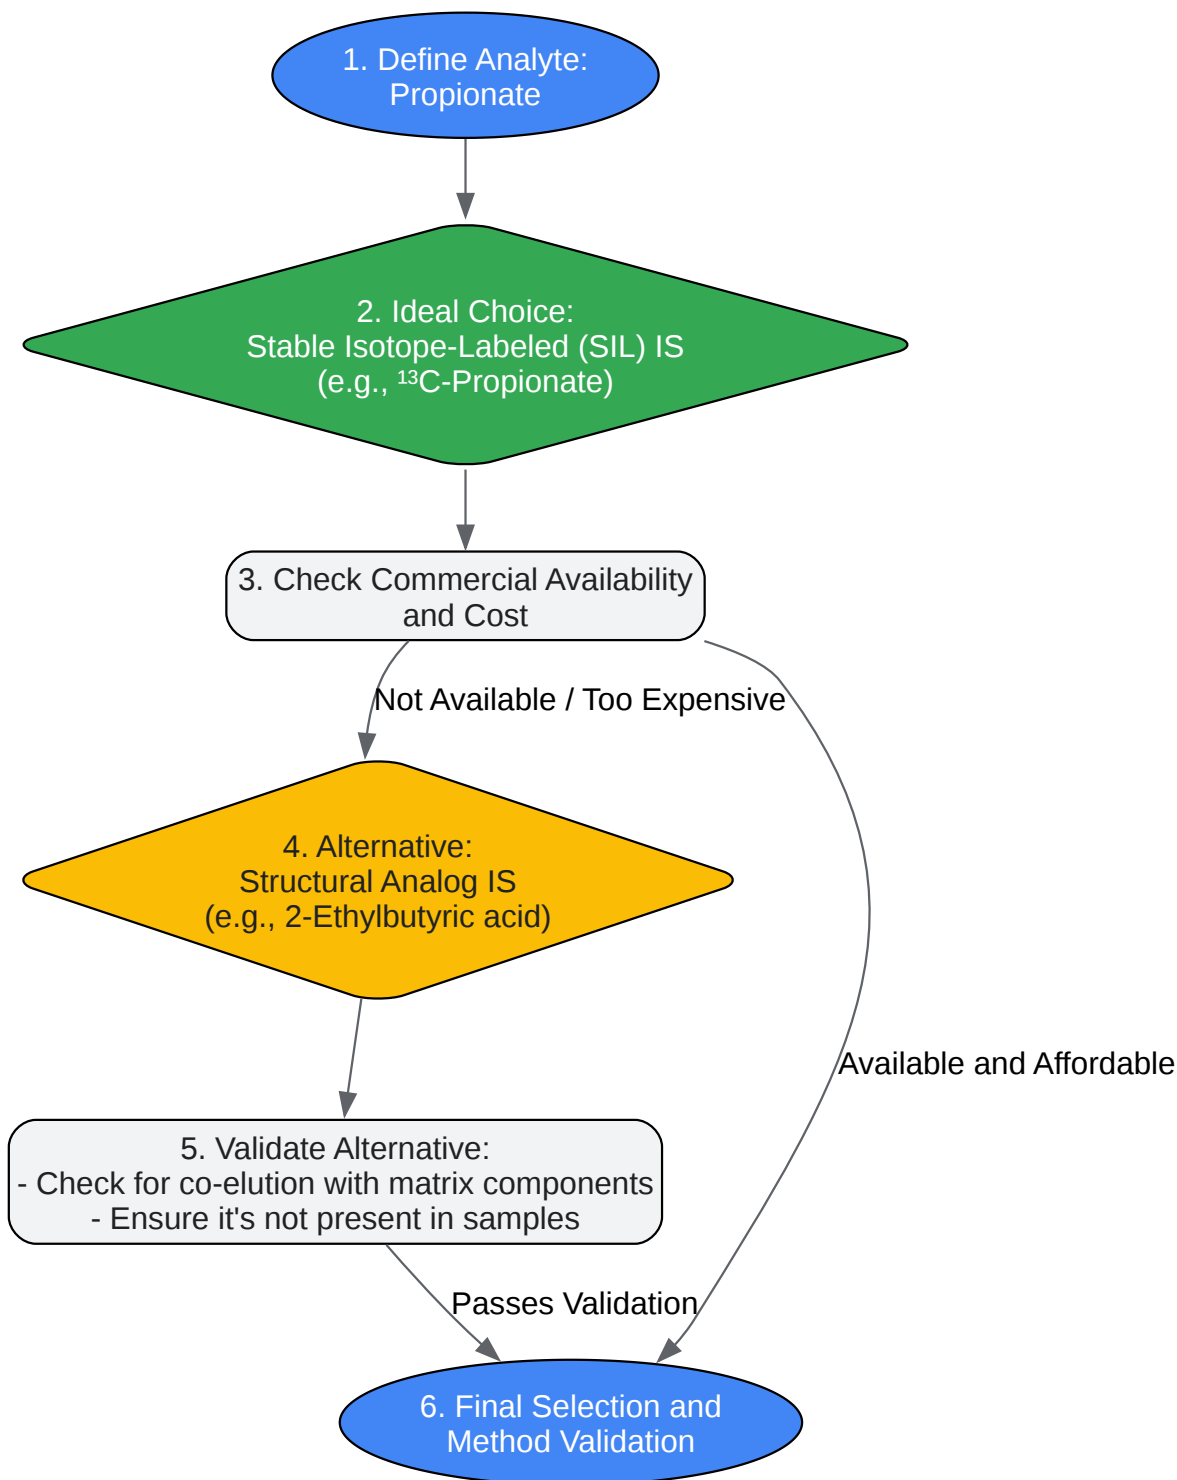 1. Define Analyte:
Propionate
2. Ideal Choice:
Stable Isotope-Labeled (SIL) IS
(e.g., ¹³C-Propionate)
3. Check Commercial Availability
and Cost
Not Available / Too Expensive
4. Alternative:
Structural Analog IS
(e.g., 2-Ethylbutyric acid)
Available and Affordable
5. Validate Alternative:
- Check for co-elution with matrix components
- Ensure it's not present in samples
Passes Validation
6. Final Selection and
Method Validation